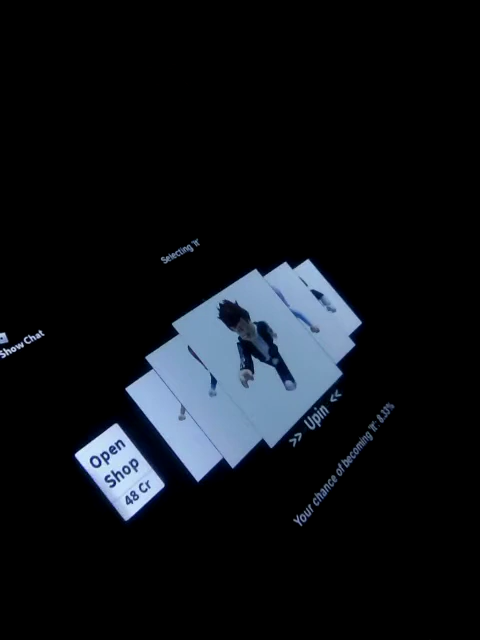 Selecting 'It'
Show Chat
Open
Shop
48 Cr
>> Upin <<
Your chance of becoming 'It': 8.33%